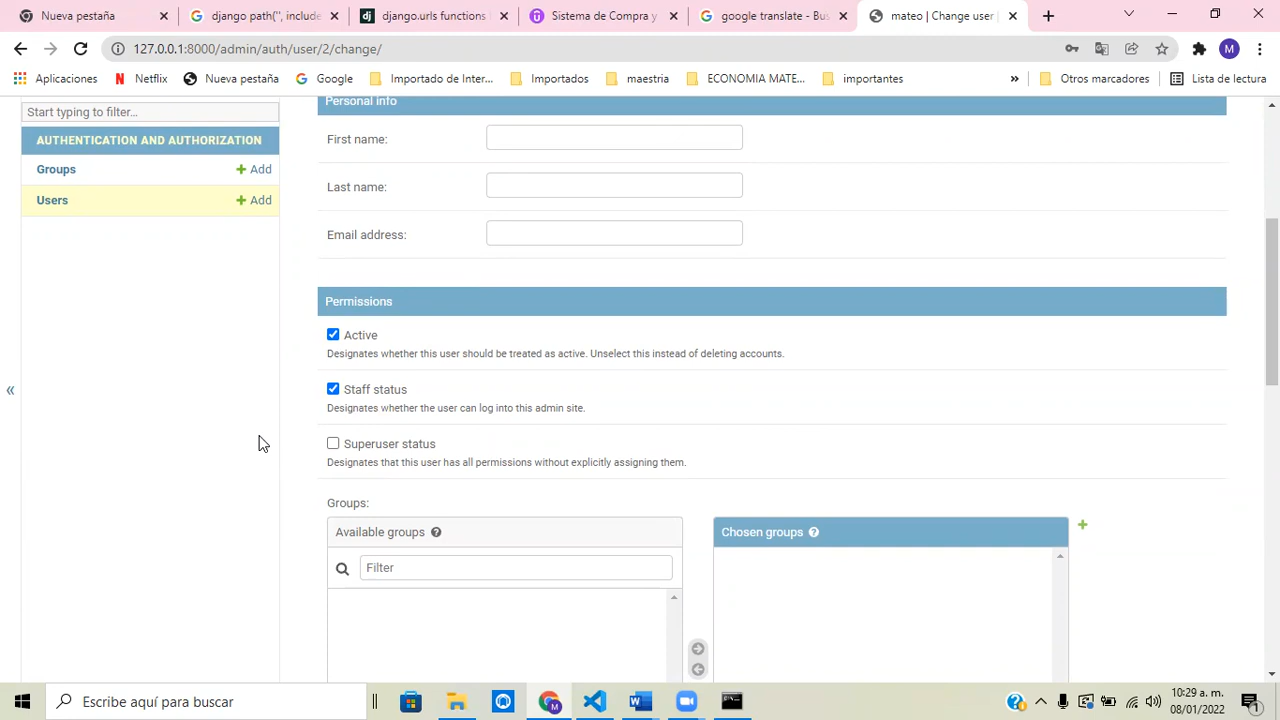 Nueva pestaña
django path('', include
django.urls functions
Sistema de Compra y
google translate - Bus
mateo | Change user
127.0.0.1:8000/admin/auth/user/2/change/
M
Aplicaciones
Netflix
Nueva pestaña
Google
Importado de Inter...
Importados
maestria
ECONOMIA MATE...
importantes
»
Otros marcadores
Lista de lectura
Start typing to filter...
AUTHENTICATION AND AUTHORIZATION
Groups
+ Add
Users
+ Add
«
Personal info
First name:
Last name:
Email address:
Permissions
Active
Designates whether this user should be treated as active. Unselect this instead of deleting accounts.
Staff status
Designates whether the user can log into this admin site.
Superuser status
Designates that this user has all permissions without explicitly assigning them.
Groups:
Available groups
Chosen groups
Filter
Escribe aquí para buscar
10:29 a. m.
08/01/2022